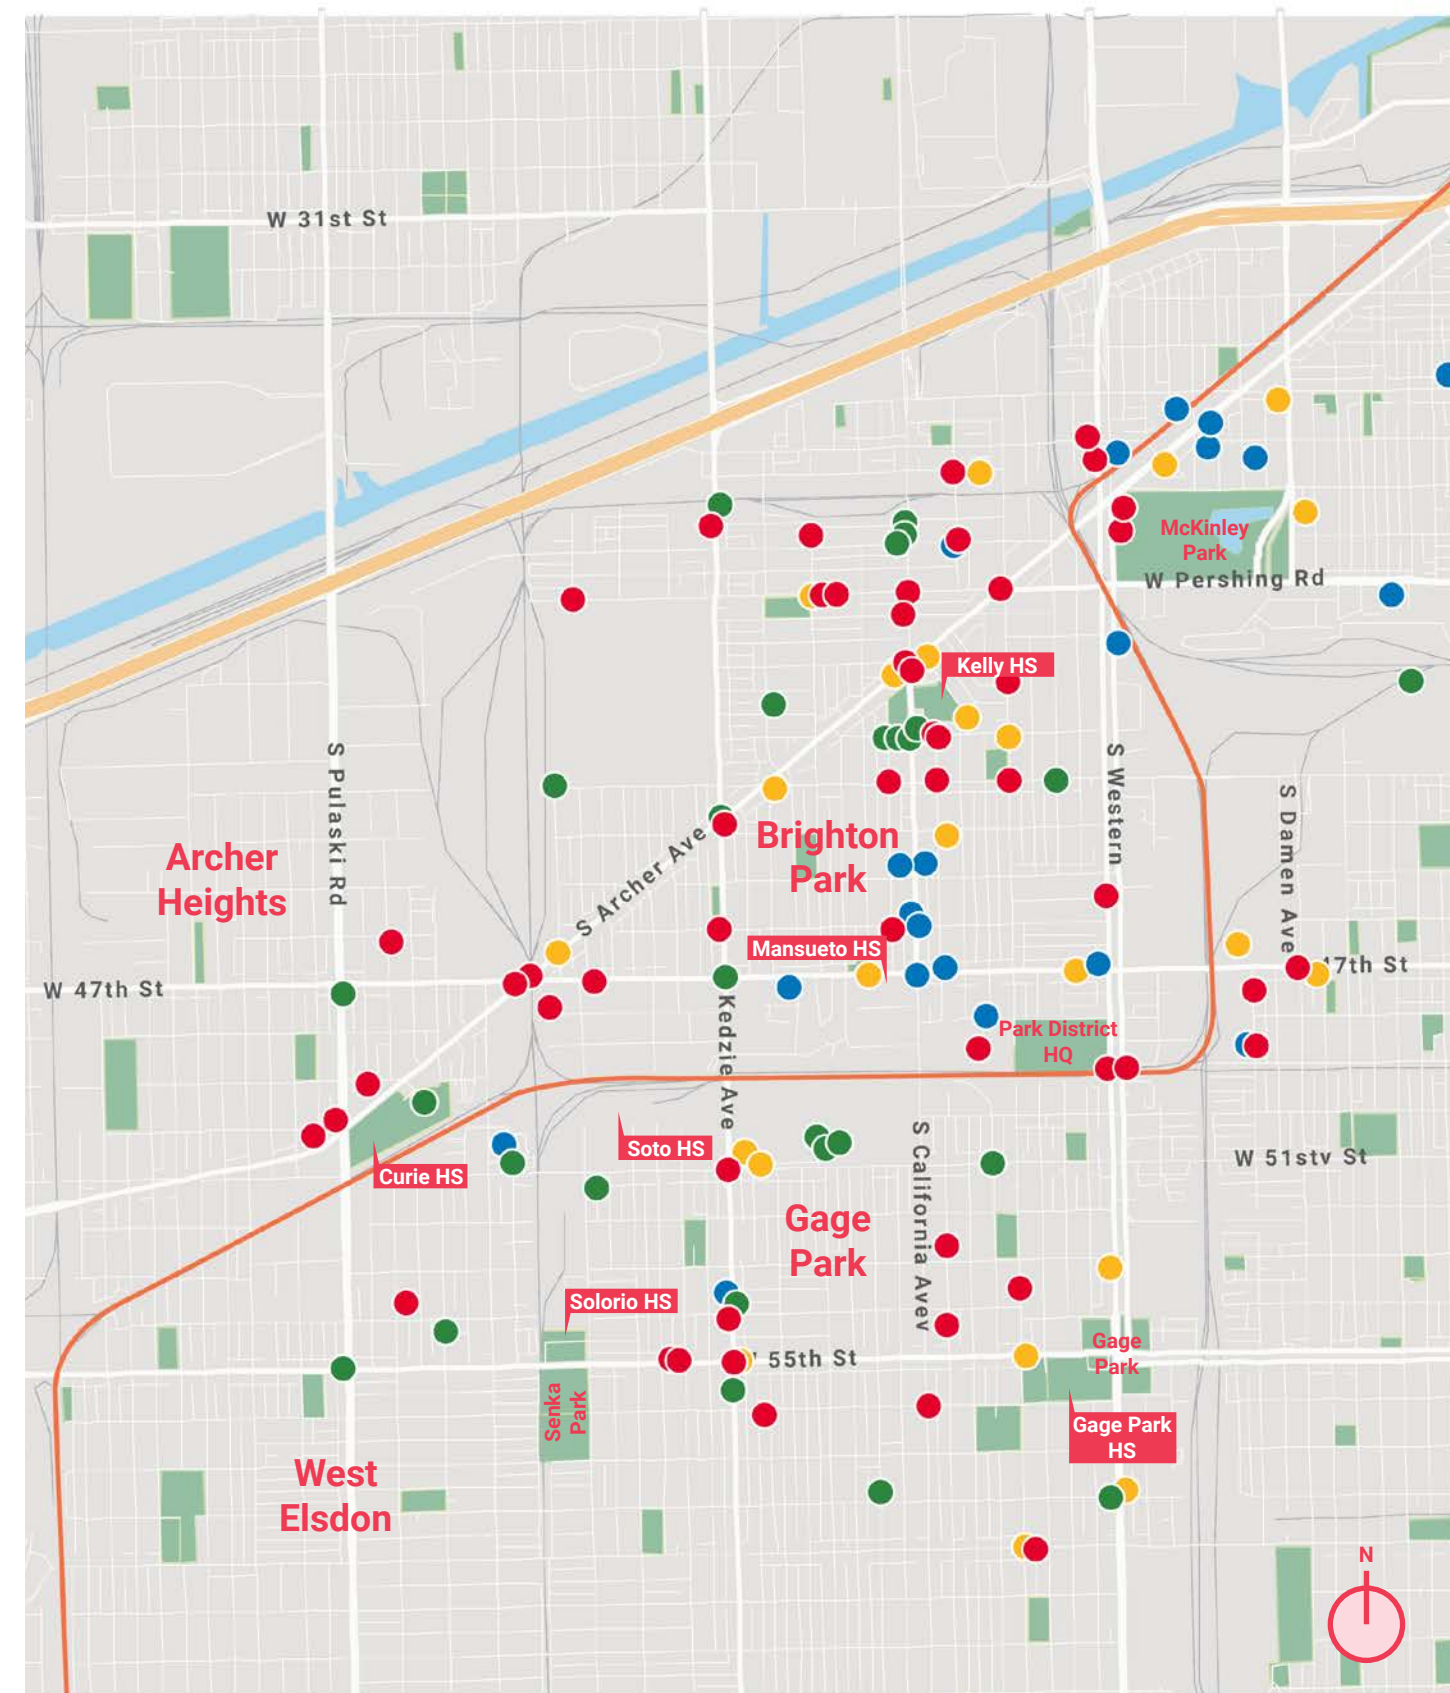 W 31st St
McKinley
Park
W Pershing Rd
Kelly HS
S Pulaski Rd
S Western
S Damen Ave
Archer
Heights
S Archer Ave
Brighton
Park
Mansueto HS
W 47th St
17th St
Kedzie Ave
Park District
HQ
Soto HS
Curie HS
S California Avev
W 51stv St
Gage
Park
Solorio HS
55th St
Gage
Park
Senka
Park
Gage Park
HS
West
Elsdon
N